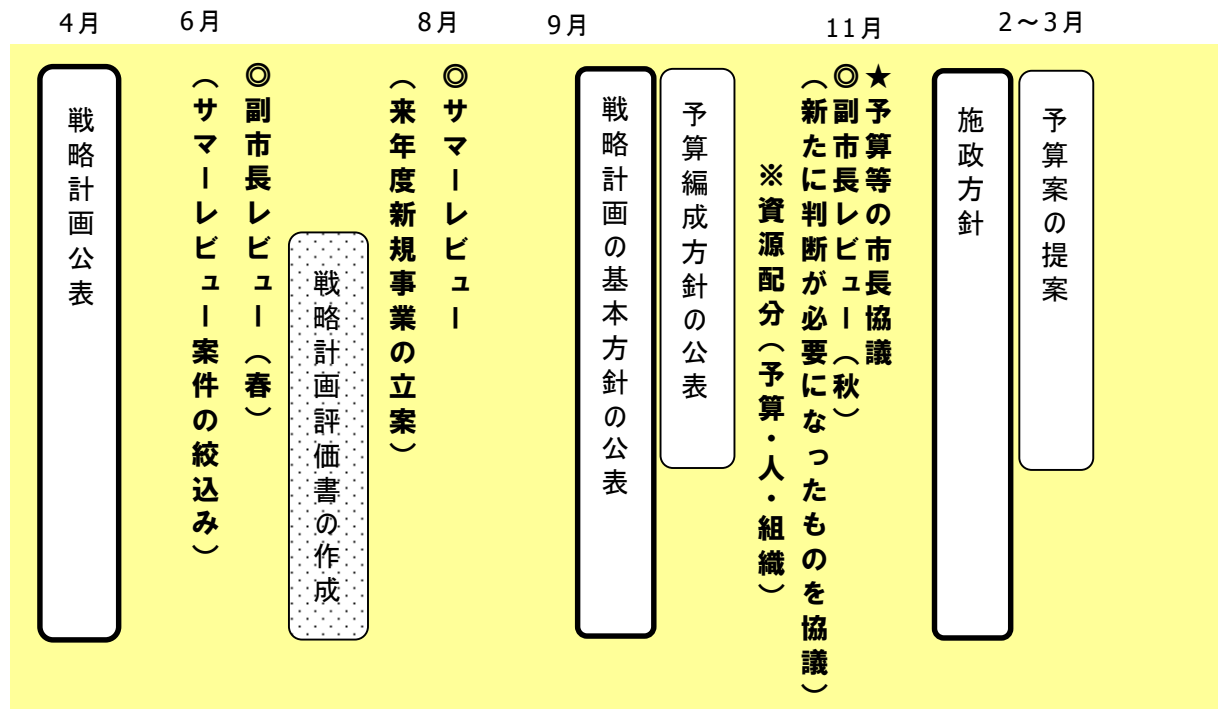 4月
6月
8月
9月
11月
2～3月
戦略計画公表
◎副市長レビュー（春）
（サマーレビュー案件の絞込み）
戦略計画評価書の作成
◎サマーレビュー
（来年度新規事業の立案）
戦略計画の基本方針の公表
予算編成方針の公表
★予算等の市長協議
◎副市長レビュー（秋）
（新たに判断が必要になったものを協議）
※資源配分（予算・人・組織）
施政方針
予算案の提案